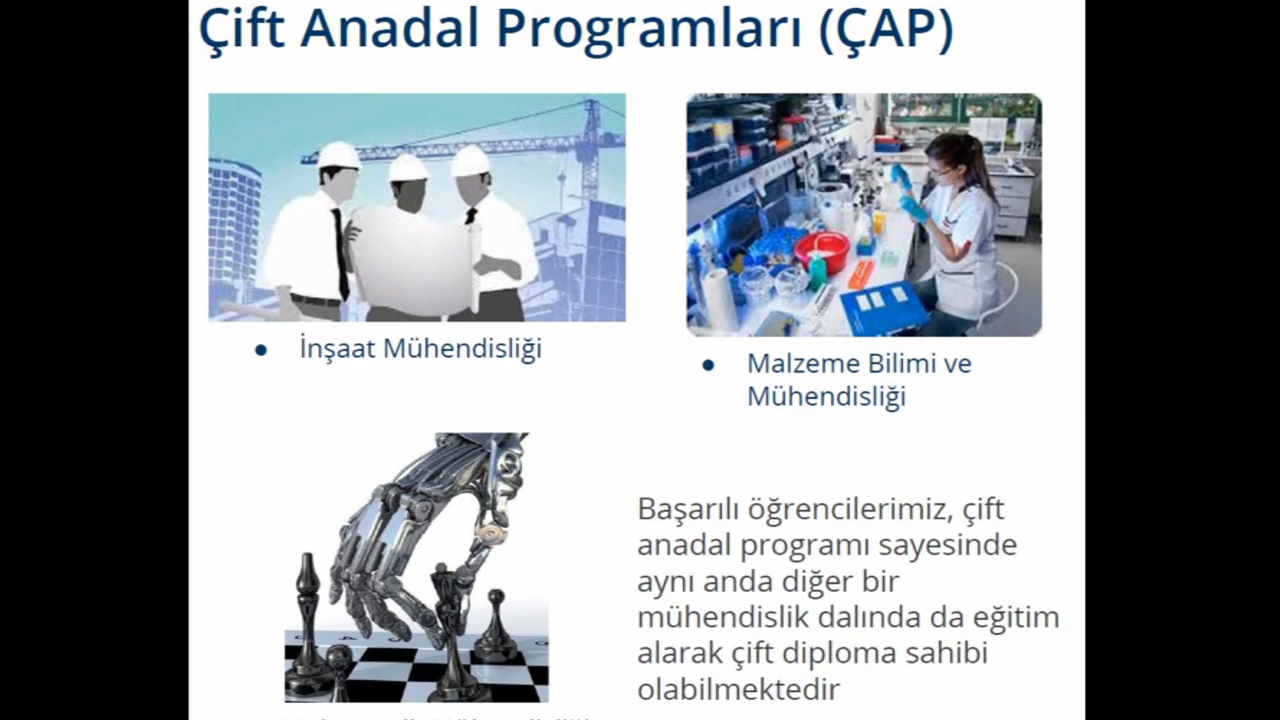 Çift Anadal Programları (ÇAP)
● İnşaat Mühendisliği
● Malzeme Bilimi ve
Mühendisliği
Başarılı öğrencilerimiz, çift
anadal programı sayesinde
aynı anda diğer bir
mühendislik dalında da eğitim
alarak çift diploma sahibi
olabilmektedir